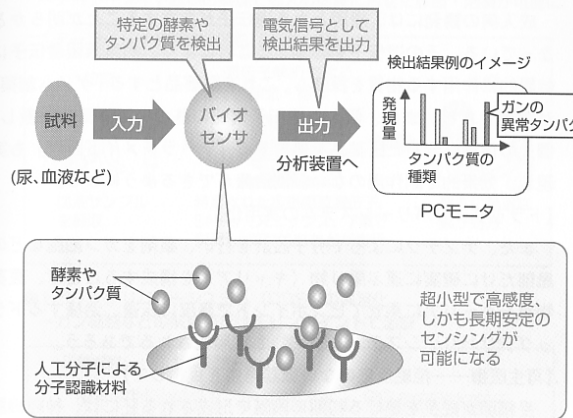 特定の酵素や
タンパク質を検出
電気信号として
検出結果を出力
検出結果例のイメージ
試料
入力
バイオ
センサ
出力
発現量
ガンの
異常タンパク
(尿、血液など)
分析装置へ
タンパク質の
種類
PCモニタ
酵素や
タンパク質
超小型で高感度、
しかも長期安定の
センシングが
可能になる
人工分子による
分子認識材料